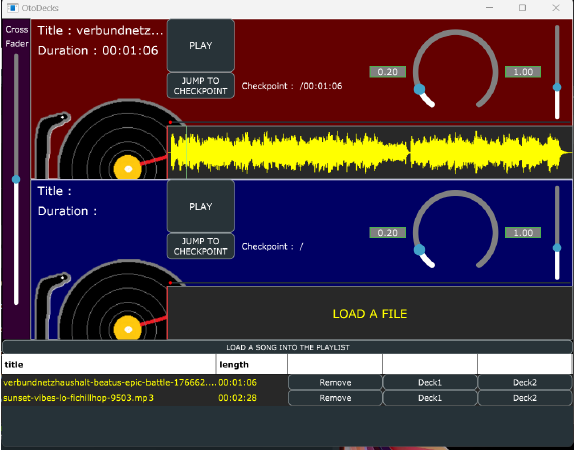 OtoDecks
Cross
Fader
Title : verbundnetz...
Duration : 00:01:06
PLAY
JUMP TO
CHECKPOINT
Checkpoint : /00:01:06
0.20
1.00
Title :
Duration :
PLAY
JUMP TO
CHECKPOINT
Checkpoint : /
0.20
1.00
LOAD A FILE
LOAD A SONG INTO THE PLAYLIST
title length
verbundnetzhaushalt-beatus-epic-battle-176662... 00:01:06 Remove Deck1 Deck2
sunset-vibes-lo-fichillhop-9503.mp3 00:02:28 Remove Deck1 Deck2